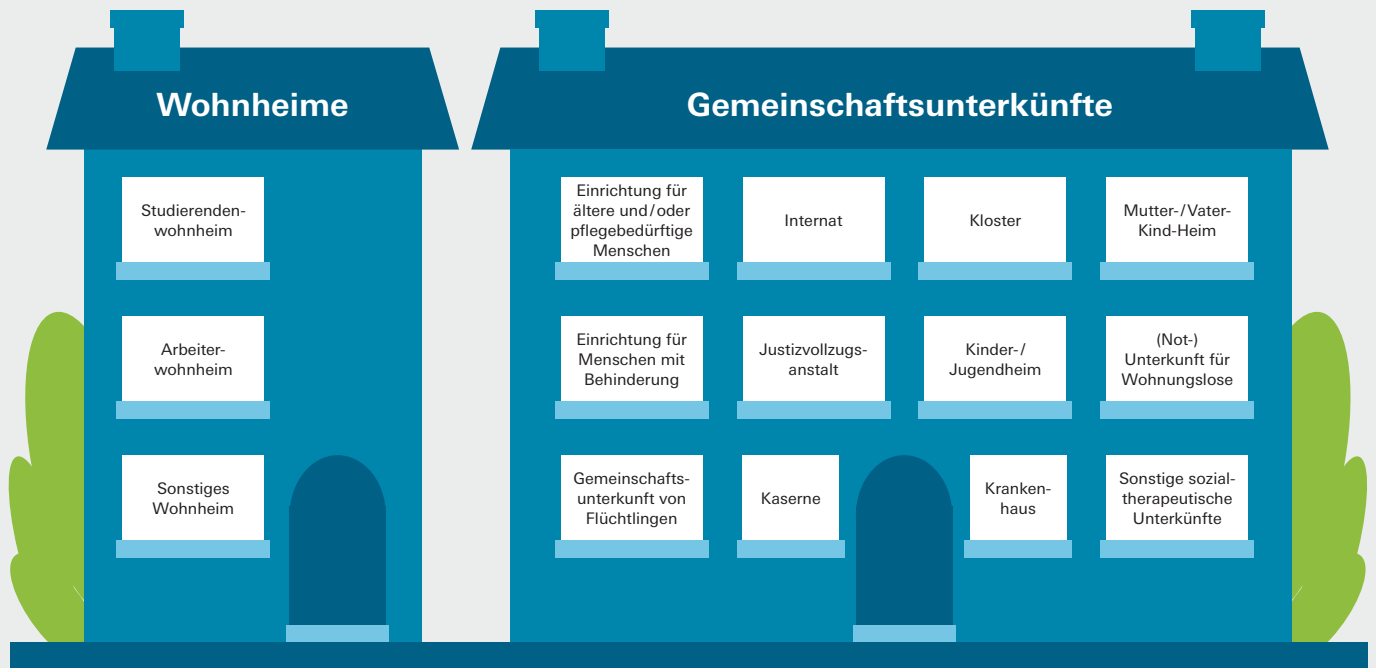 Wohnheime
Studierenden-
wohnheim
Arbeiter-
wohnheim
Sonstiges
Wohnheim
Gemeinschaftsunterkünfte
Einrichtung für
ältere und/oder
pflegebedürftige
Menschen
Internat
Kloster
Mutter-/Vater-
Kind-Heim
Einrichtung für
Menschen mit
Behinderung
Justizvollzugs-
anstalt
Kinder-/
Jugendheim
(Not-)
Unterkunft für
Wohnungslose
Gemeinschafts-
unterkunft von
Flüchtlingen
Kaserne
Kranken-
haus
Sonstige sozial-
therapeutische
Unterkünfte